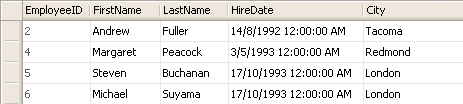 EmployeeID FirstName LastName HireDate City
2 Andrew Fuller 14/8/1992 12:00:00 AM Tacoma
4 Margaret Peacock 3/5/1993 12:00:00 AM Redmond
5 Steven Buchanan 17/10/1993 12:00:00 AM London
6 Michael Suyama 17/10/1993 12:00:00 AM London